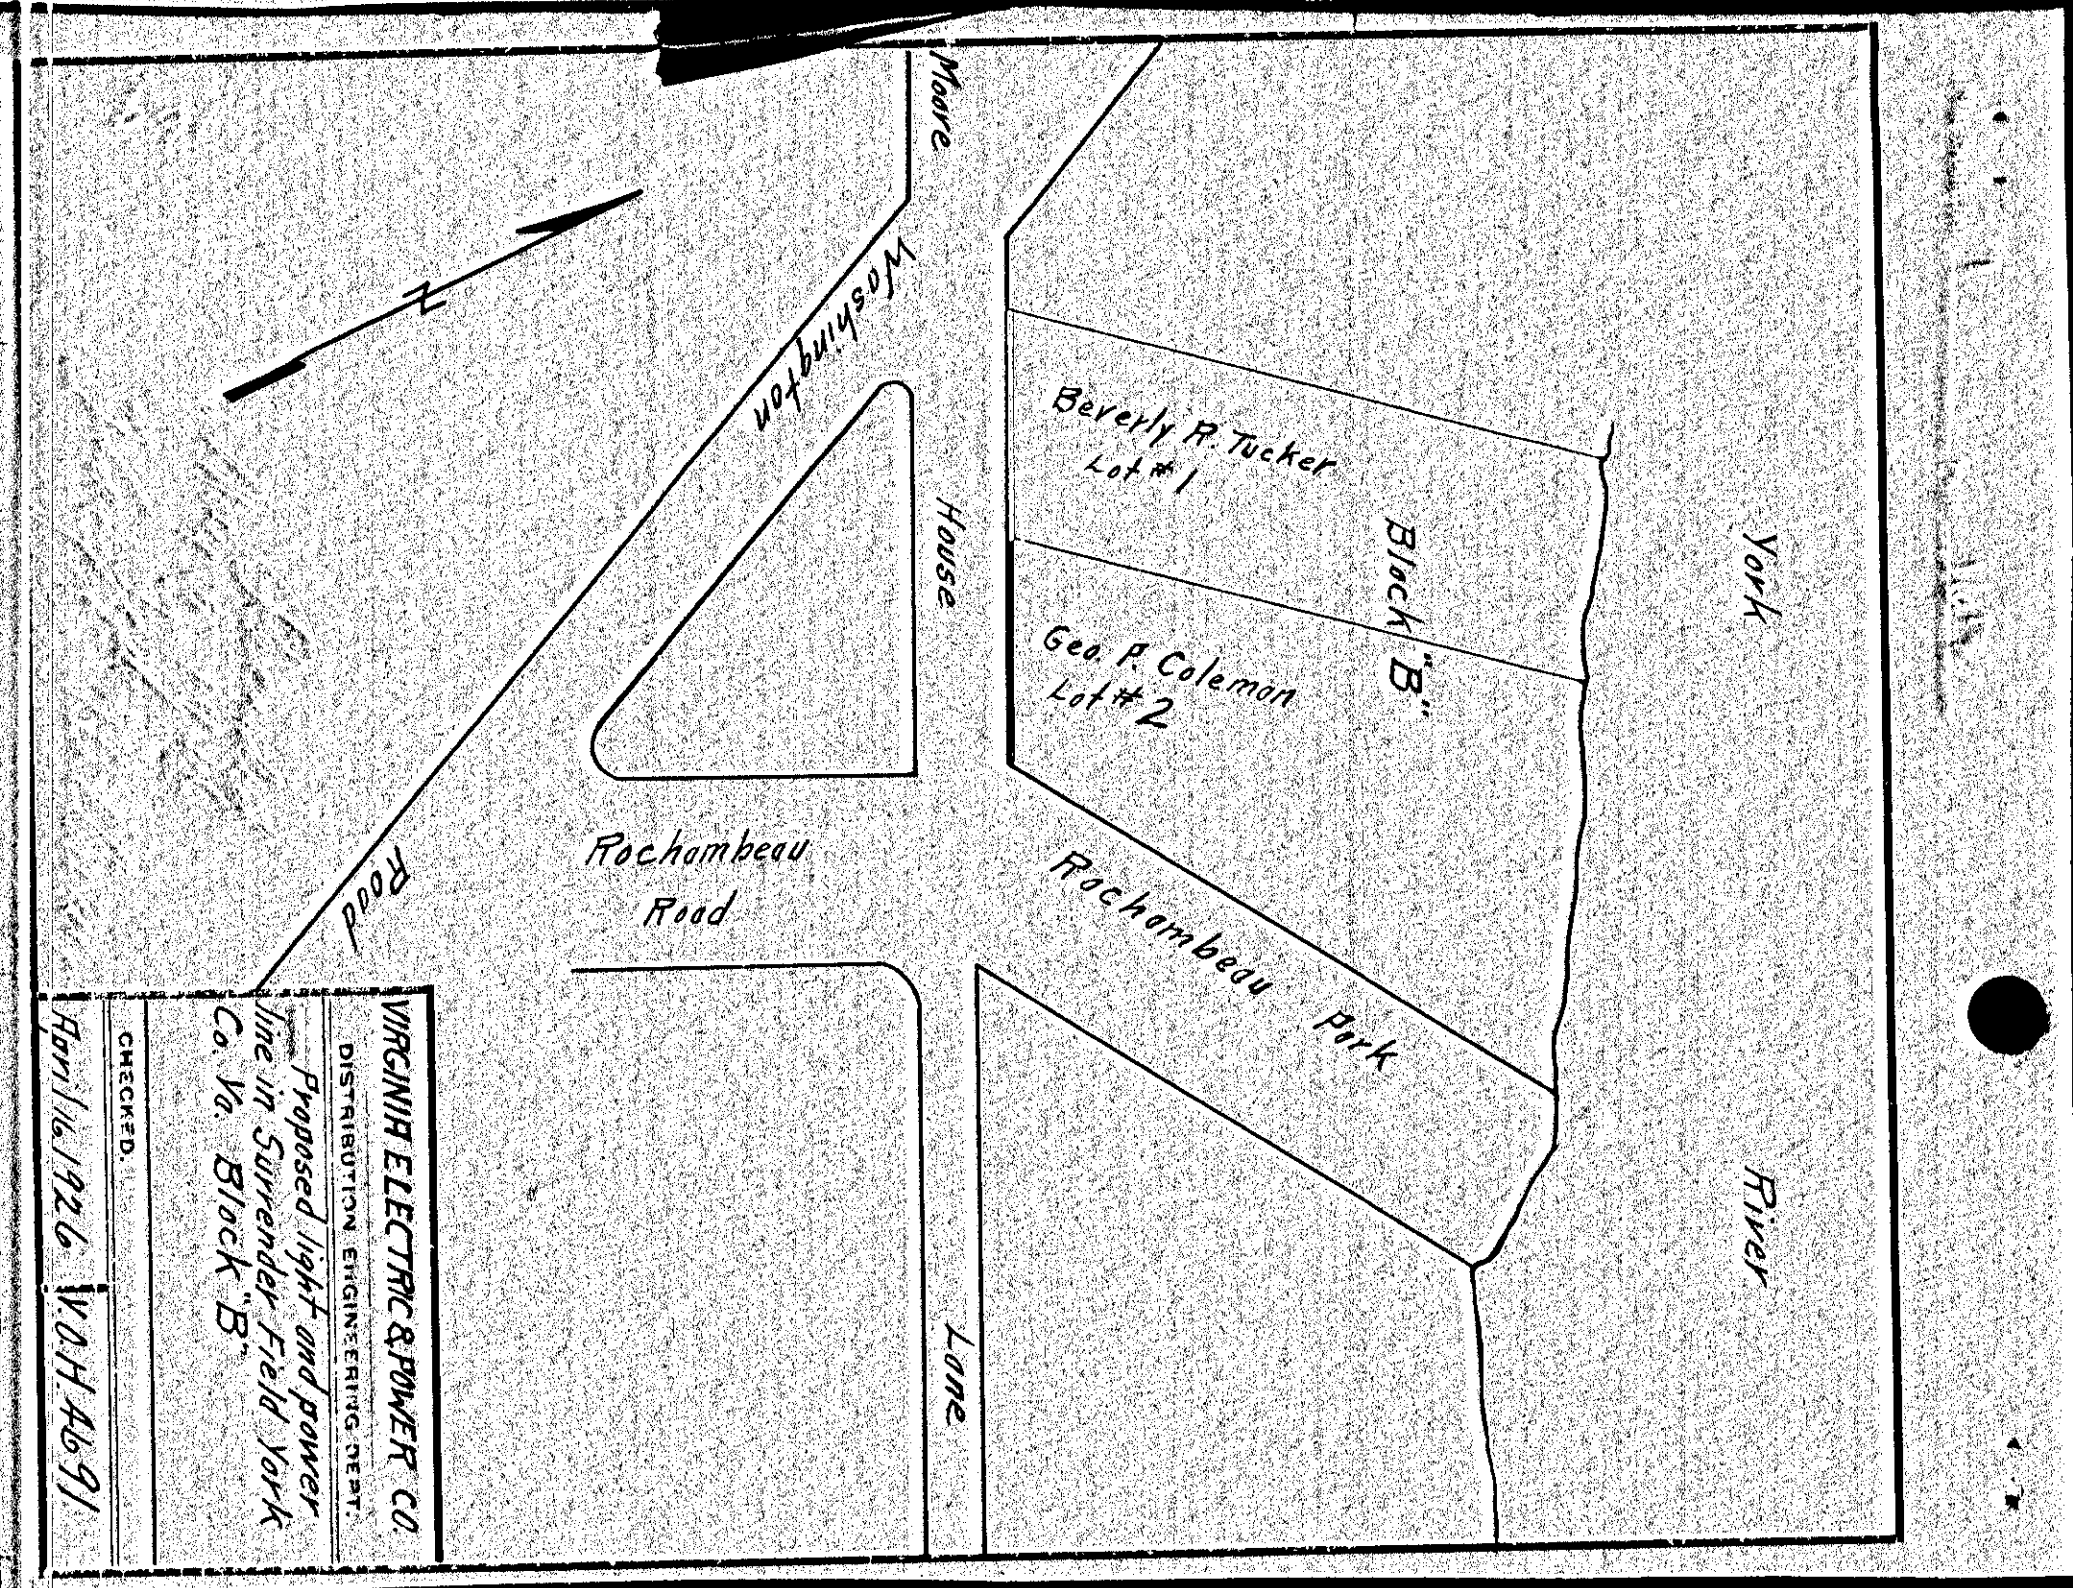 York River
Block "B"
Beverly R. Tucker
Lot #1
Geo. P. Coleman
Lot #2
Rochambeau Park
Moore House Lane
Washington Road
Rochambeau
Road
N
VIRGINIA ELECTRIC & POWER CO.
DISTRIBUTION ENGINEERING DEPT.
Proposed light and power
line in Surrender Field York
Co. Va. Block "B"
CHECKED.
April 16, 1926 V.O.H. A691